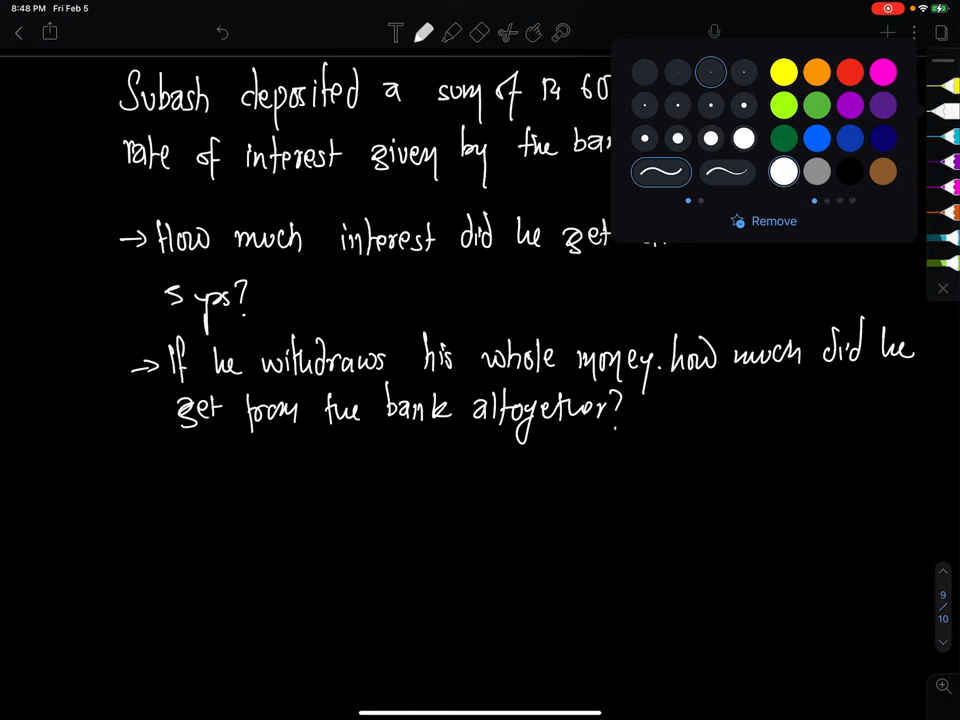 8:48 PM Fri Feb 5
Subash deposited a sum of Rs 60
rate of interest given by the ban
→ How much interest did he get
5 yrs?
→ If he withdraws his whole money. how much did he
get from the bank altogether?
Remove
9
/
10